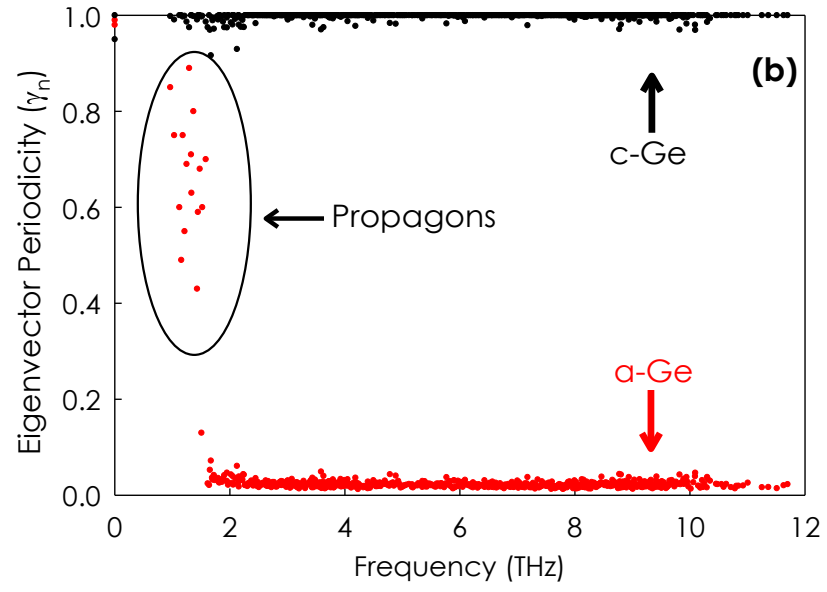 1.0
(b)
0.8
c-Ge
0.6
Propagons
0.4
a-Ge
0.2
0.0
0 2 4 6 8 10 12
Frequency (THz)
Eigenvector Periodicity (γn)